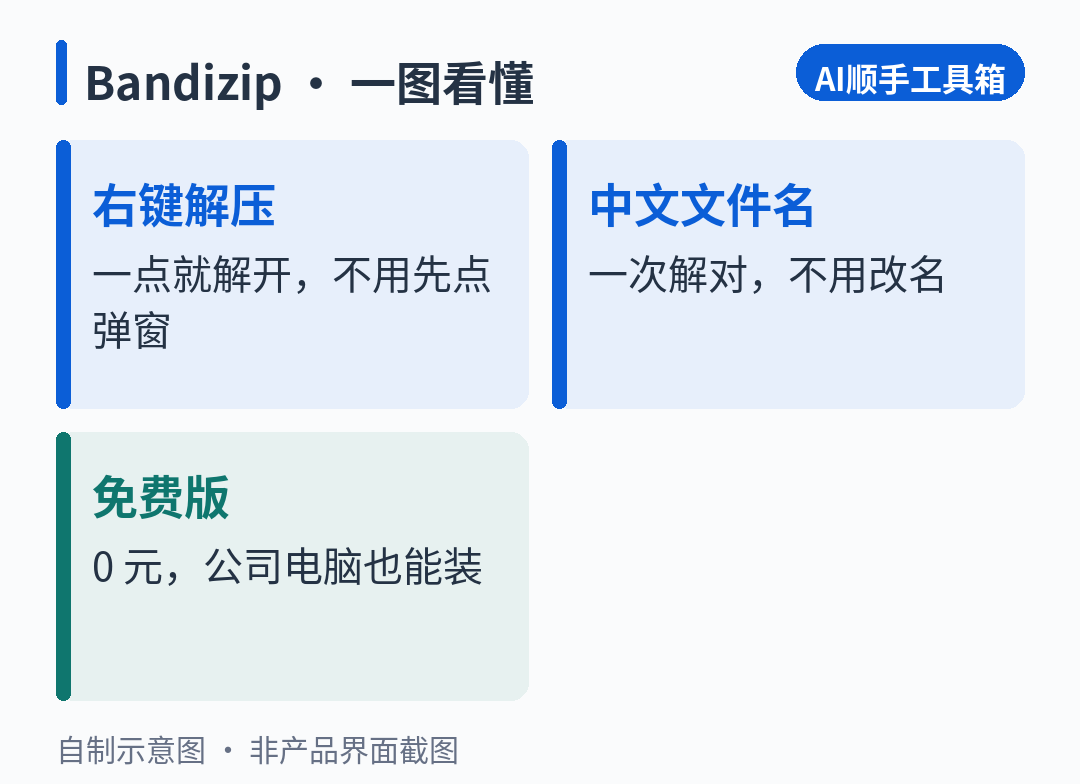 Bandizip · 一图看懂
AI顺手工具箱
右键解压
一点就解开，不用先点
弹窗
中文文件名
一次解对，不用改名
免费版
0 元，公司电脑也能装
自制示意图 · 非产品界面截图